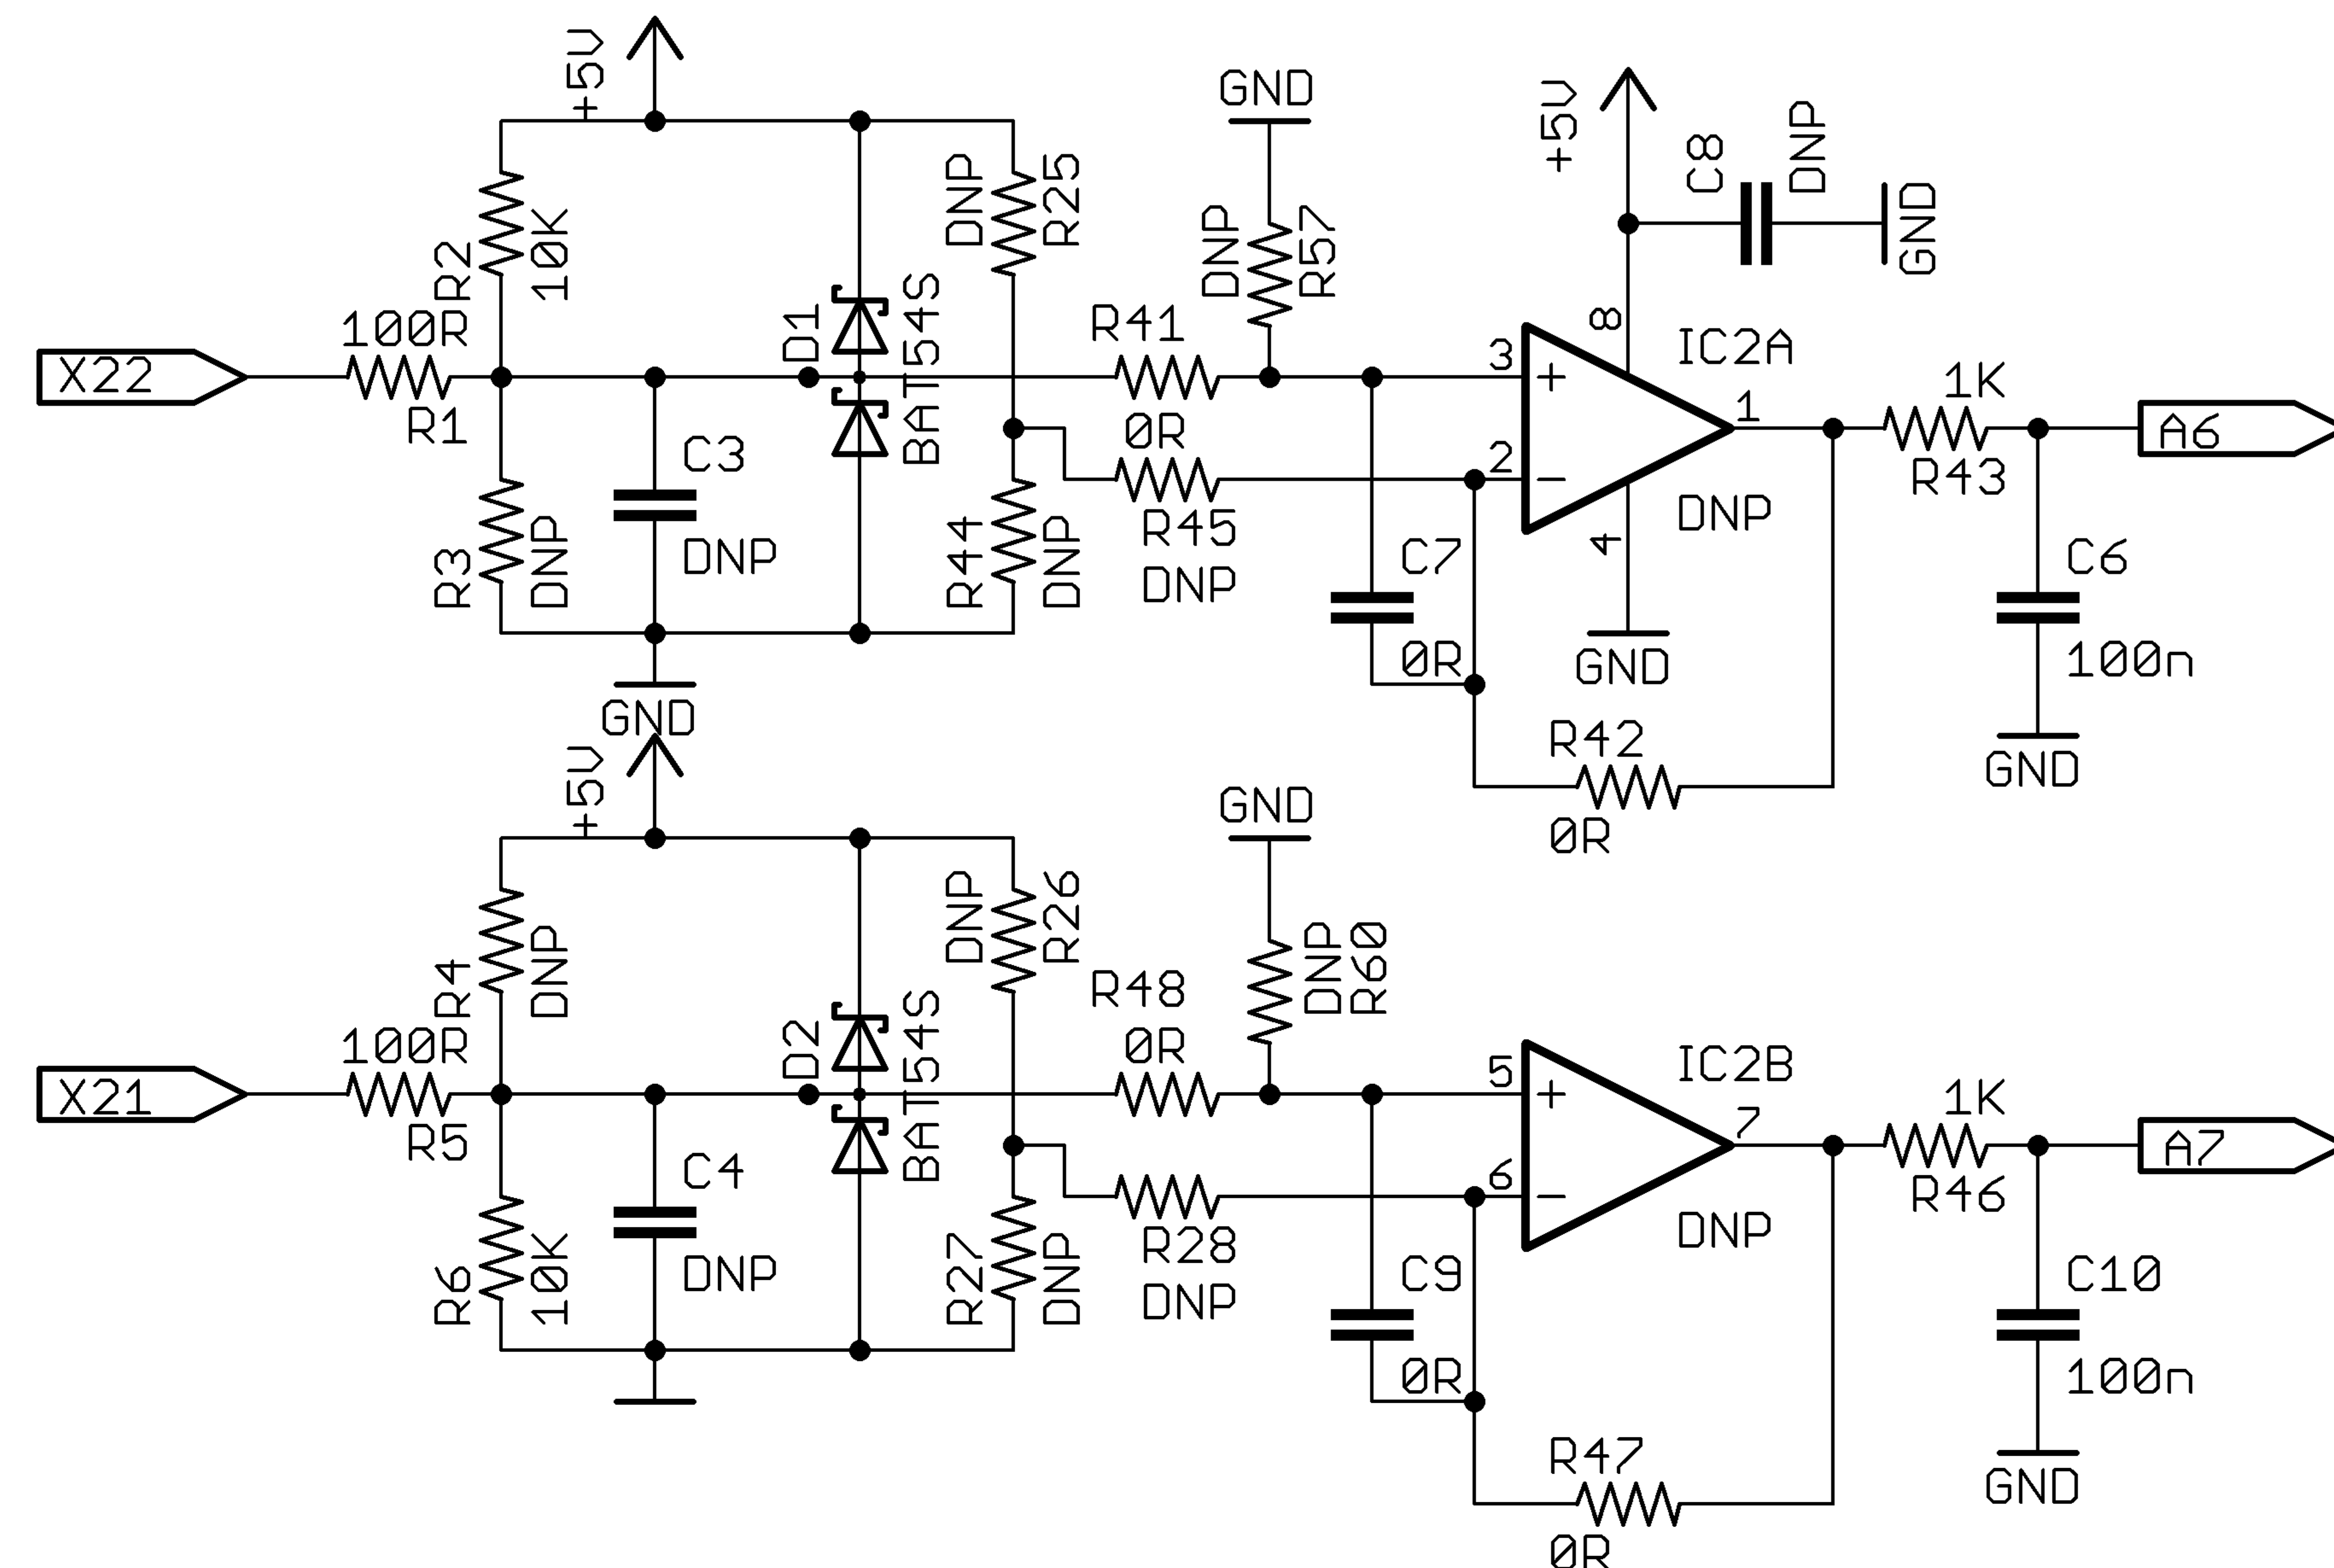 +5V
GND
+5V
C8
DNP
GND
R2
10K
DNP
R25
DNP
R57
100R
X22
R1
D1
BAT54S
R41
0R
3
2
8
IC2A
1
4
DNP
GND
1K
R43
A6
C3
DNP
R3
DNP
R44
DNP
R45
DNP
C7
0R
C6
100n
GND
GND
R42
0R
+5V
GND
R4
DNP
DNP
R26
DNP
R60
100R
X21
R5
D2
BAT54S
R48
0R
5
6
IC2B
7
DNP
1K
R46
A7
C4
DNP
R6
10K
R27
DNP
R28
DNP
C9
0R
C10
100n
GND
R47
0R